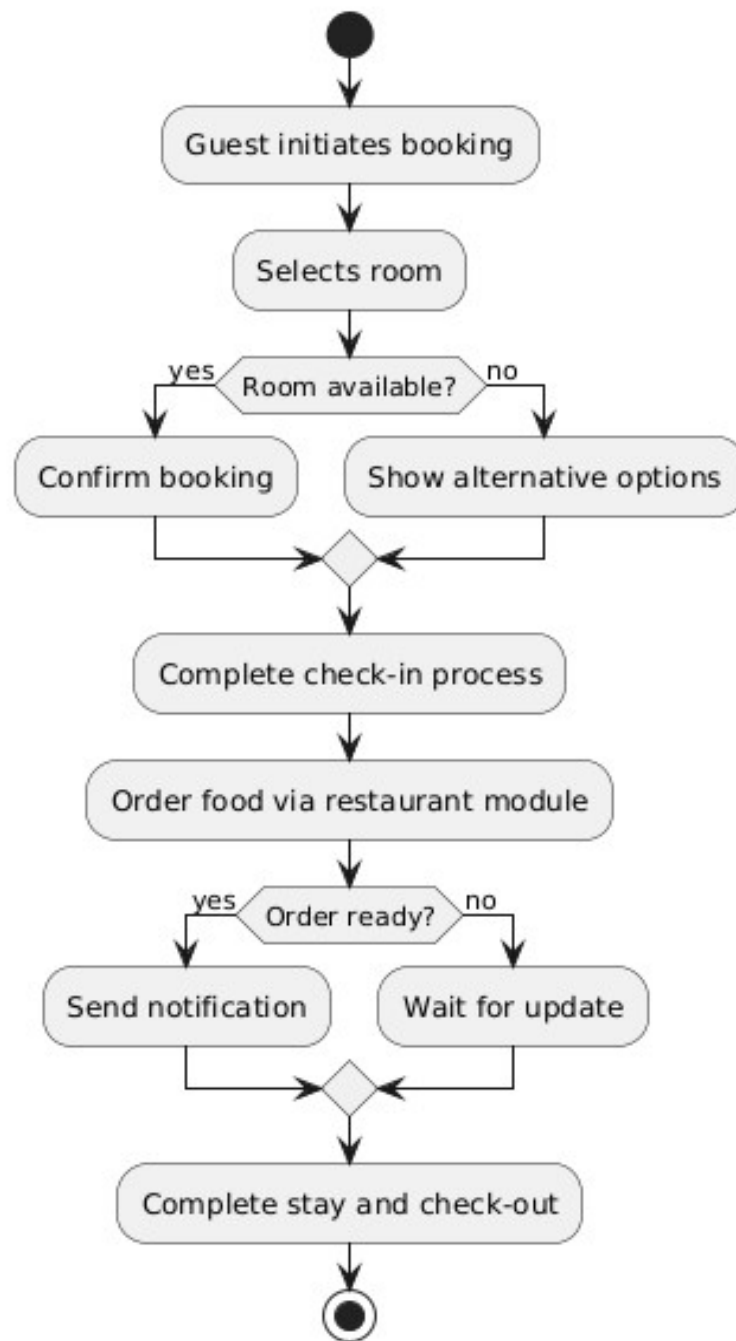 Guest initiates booking
Selects room
yes
Room available?
no
Confirm booking
Show alternative options
Complete check-in process
Order food via restaurant module
yes
Order ready?
no
Send notification
Wait for update
Complete stay and check-out